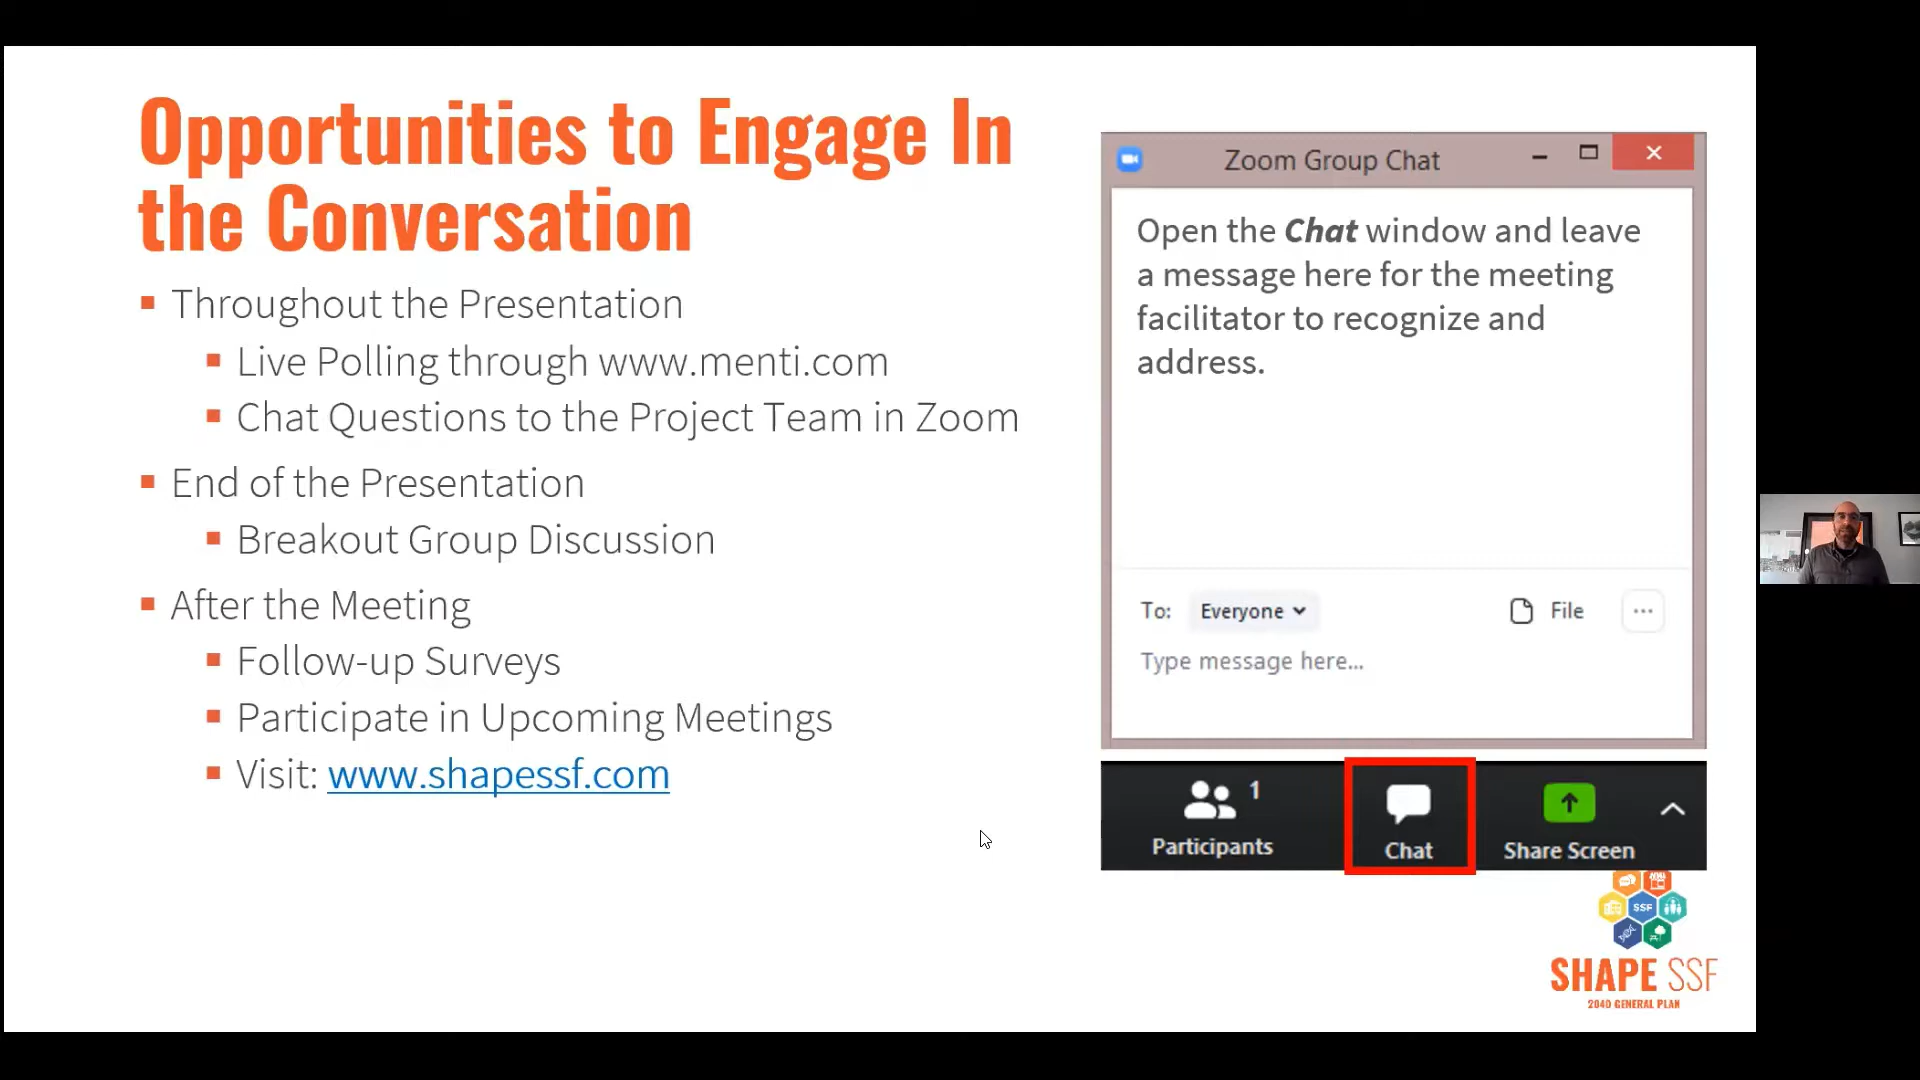 Opportunities to Engage In
the Conversation
Throughout the Presentation
Live Polling through www.menti.com
Chat Questions to the Project Team in Zoom
End of the Presentation
Breakout Group Discussion
After the Meeting
Follow-up Surveys
Participate in Upcoming Meetings
Visit: www.shapessf.com
Zoom Group Chat
Open the Chat window and leave
a message here for the meeting
facilitator to recognize and
address.
To: Everyone File
Type message here...
1
Participants
Chat
Share Screen
SSF
SHAPE SSF
2040 GENERAL PLAN